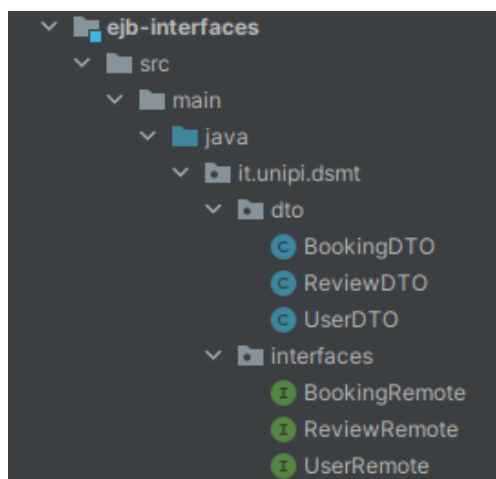 ejb-interfaces
src
main
java
it.unipi.dsmt
dto
C BookingDTO
C ReviewDTO
C UserDTO
interfaces
I BookingRemote
I ReviewRemote
I UserRemote